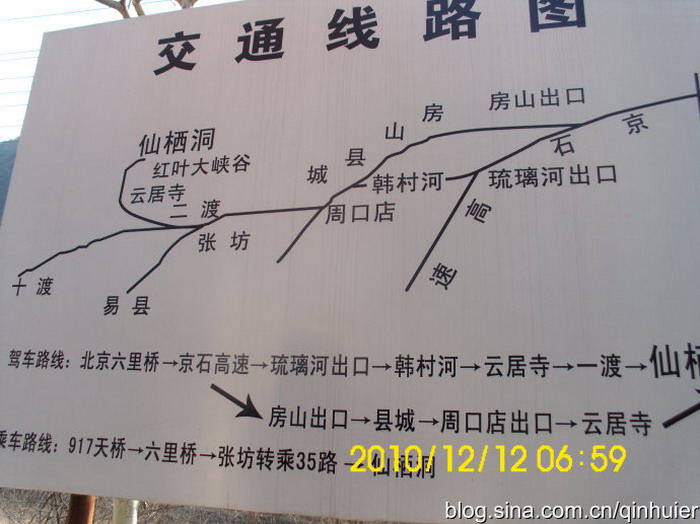 交通线路图
房山出口
房
山
京
仙栖洞
县
石
红叶大峡谷
城
韩村河
琉璃河出口
云居寺
二渡
周口店
高
张坊
速
十渡
易县
驾车路线：北京六里桥→京石高速→琉璃河出口→韩村河→云居寺→一渡→仙栖
房山出口→县城→周口店出口→云居寺
乘车路线：917天桥→六里桥→张坊转乘35路→仙栖洞
2010/12/12 06:59
blog.sina.com.cn/qinhuier